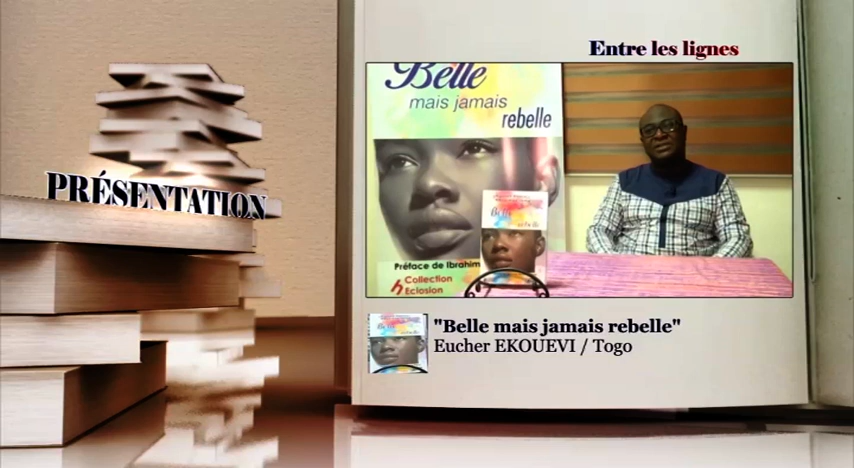 Entre les lignes
PRÉSENTATION
Belle
mais jamais
rebelle
Préface de Ibrahim
Collection
Eclosion
"Belle mais jamais rebelle"
Eucher EKOUEVI / Togo